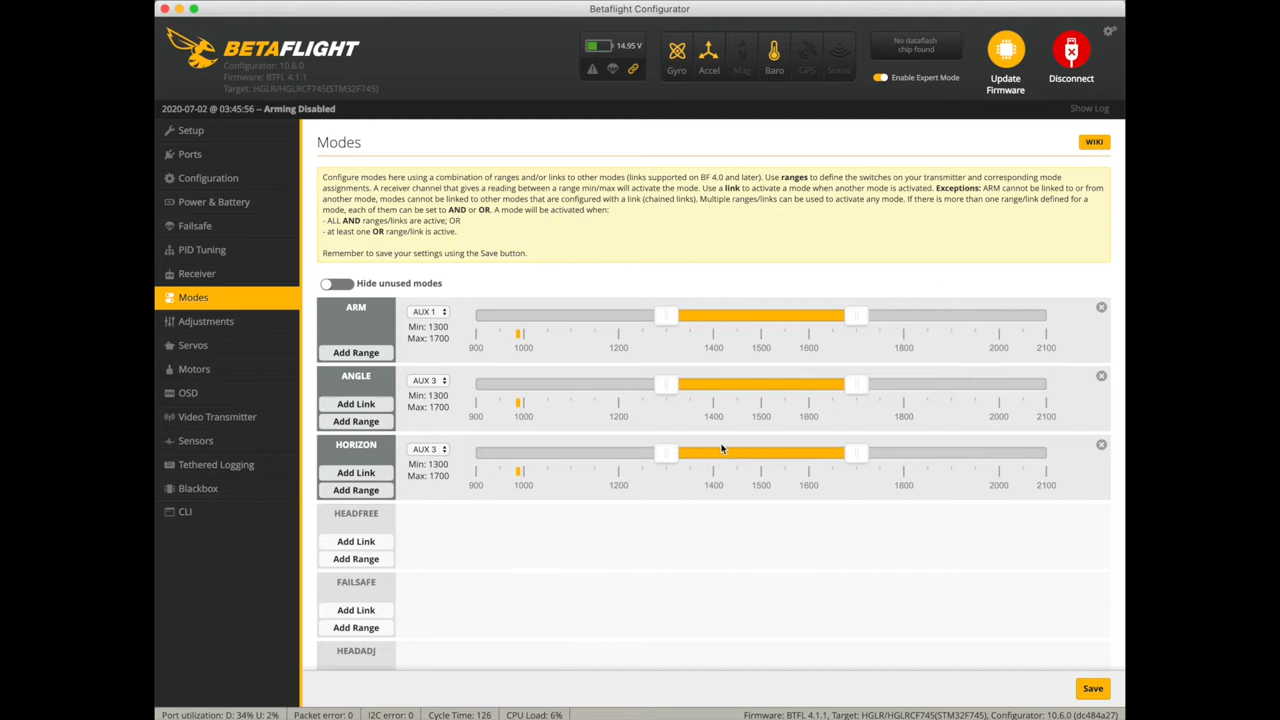 Betaflight Configurator
BETAFLIGHT
Configurator: 10.6.0
Firmware: BTFL 4.1.1
Target: HGLR/HGLRCF745(STM32F745)
14.95 V
Gyro
Accel
Mag
Baro
GPS
Sonar
No dataflash
chip found
Enable Expert Mode
Update
Firmware
Disconnect
2020-07-02 @ 03:45:56 -- Arming Disabled
Show Log
Setup
Ports
Configuration
Power & Battery
Failsafe
PID Tuning
Receiver
Modes
Adjustments
Servos
Motors
OSD
Video Transmitter
Sensors
Tethered Logging
Blackbox
CLI
Modes
WIKI
Configure modes here using a combination of ranges and/or links to other modes (links supported on BF 4.0 and later). Use ranges to define the switches on your transmitter and corresponding mode
assignments. A receiver channel that gives a reading between a range min/max will activate the mode. Use a link to activate a mode when another mode is activated. Exceptions: ARM cannot be linked to or from
another mode, modes cannot be linked to other modes that are configured with a link (chained links). Multiple ranges/links can be used to activate any mode. If there is more than one range/link defined for a
mode, each of them can be set to AND or OR. A mode will be activated when:
- ALL AND ranges/links are active; OR
- at least one OR range/link is active.
Remember to save your settings using the Save button.
Hide unused modes
ARM
Add Range
AUX 1
Min: 1300
Max: 1700
900 1000 1200 1400 1500 1600 1800 2000 2100
ANGLE
Add Link
Add Range
AUX 3
Min: 1300
Max: 1700
900 1000 1200 1400 1500 1600 1800 2000 2100
HORIZON
Add Link
Add Range
AUX 3
Min: 1300
Max: 1700
900 1000 1200 1400 1500 1600 1800 2000 2100
HEADFREE
Add Link
Add Range
FAILSAFE
Add Link
Add Range
HEADADJ
Save
Port utilization: D: 34% U: 2%
Packet error: 0
I2C error: 0
Cycle Time: 126
CPU Load: 6%
Firmware: BTFL 4.1.1, Target: HGLR/HGLRCF745(STM32F745), Configurator: 10.6.0 (dc484a27)